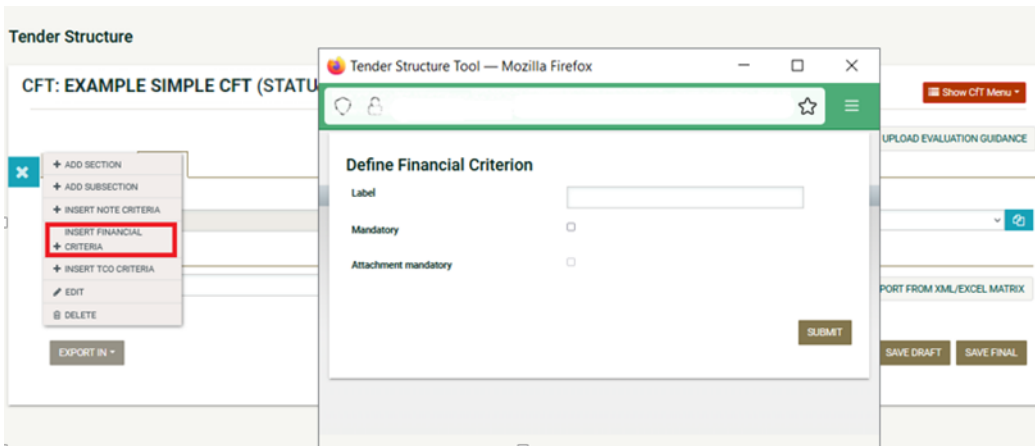 Tender Structure
CFT: EXAMPLE SIMPLE CFT (STATU
Show CfT Menu
UPLOAD EVALUATION GUIDANCE
+ ADD SECTION
+ ADD SUBSECTION
+ INSERT NOTE CRITERIA
INSERT FINANCIAL
+ CRITERIA
+ INSERT TCO CRITERIA
EDIT
DELETE
EXPORT IN
PORT FROM XML/EXCEL MATRIX
SAVE DRAFT
SAVE FINAL
Tender Structure Tool — Mozilla Firefox
Define Financial Criterion
Label
Mandatory
Attachment mandatory
SUBMIT